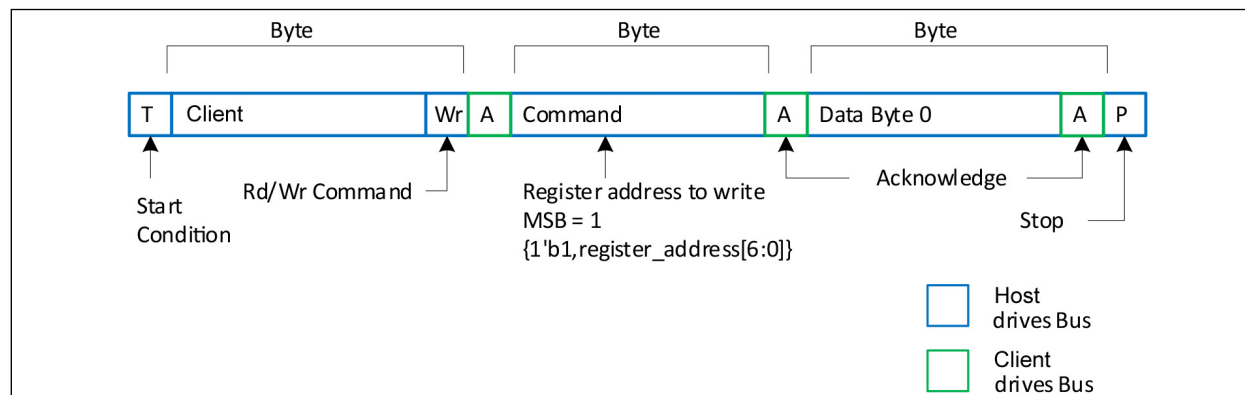 Byte
Byte
Byte
T
Client
Wr
A
Command
A
Data Byte 0
A
P
Rd/Wr Command
Acknowledge
Start
Condition
Register address to write
MSB = 1
{1'b1,register_address[6:0]}
Stop
Host
drives Bus
Client
drives Bus